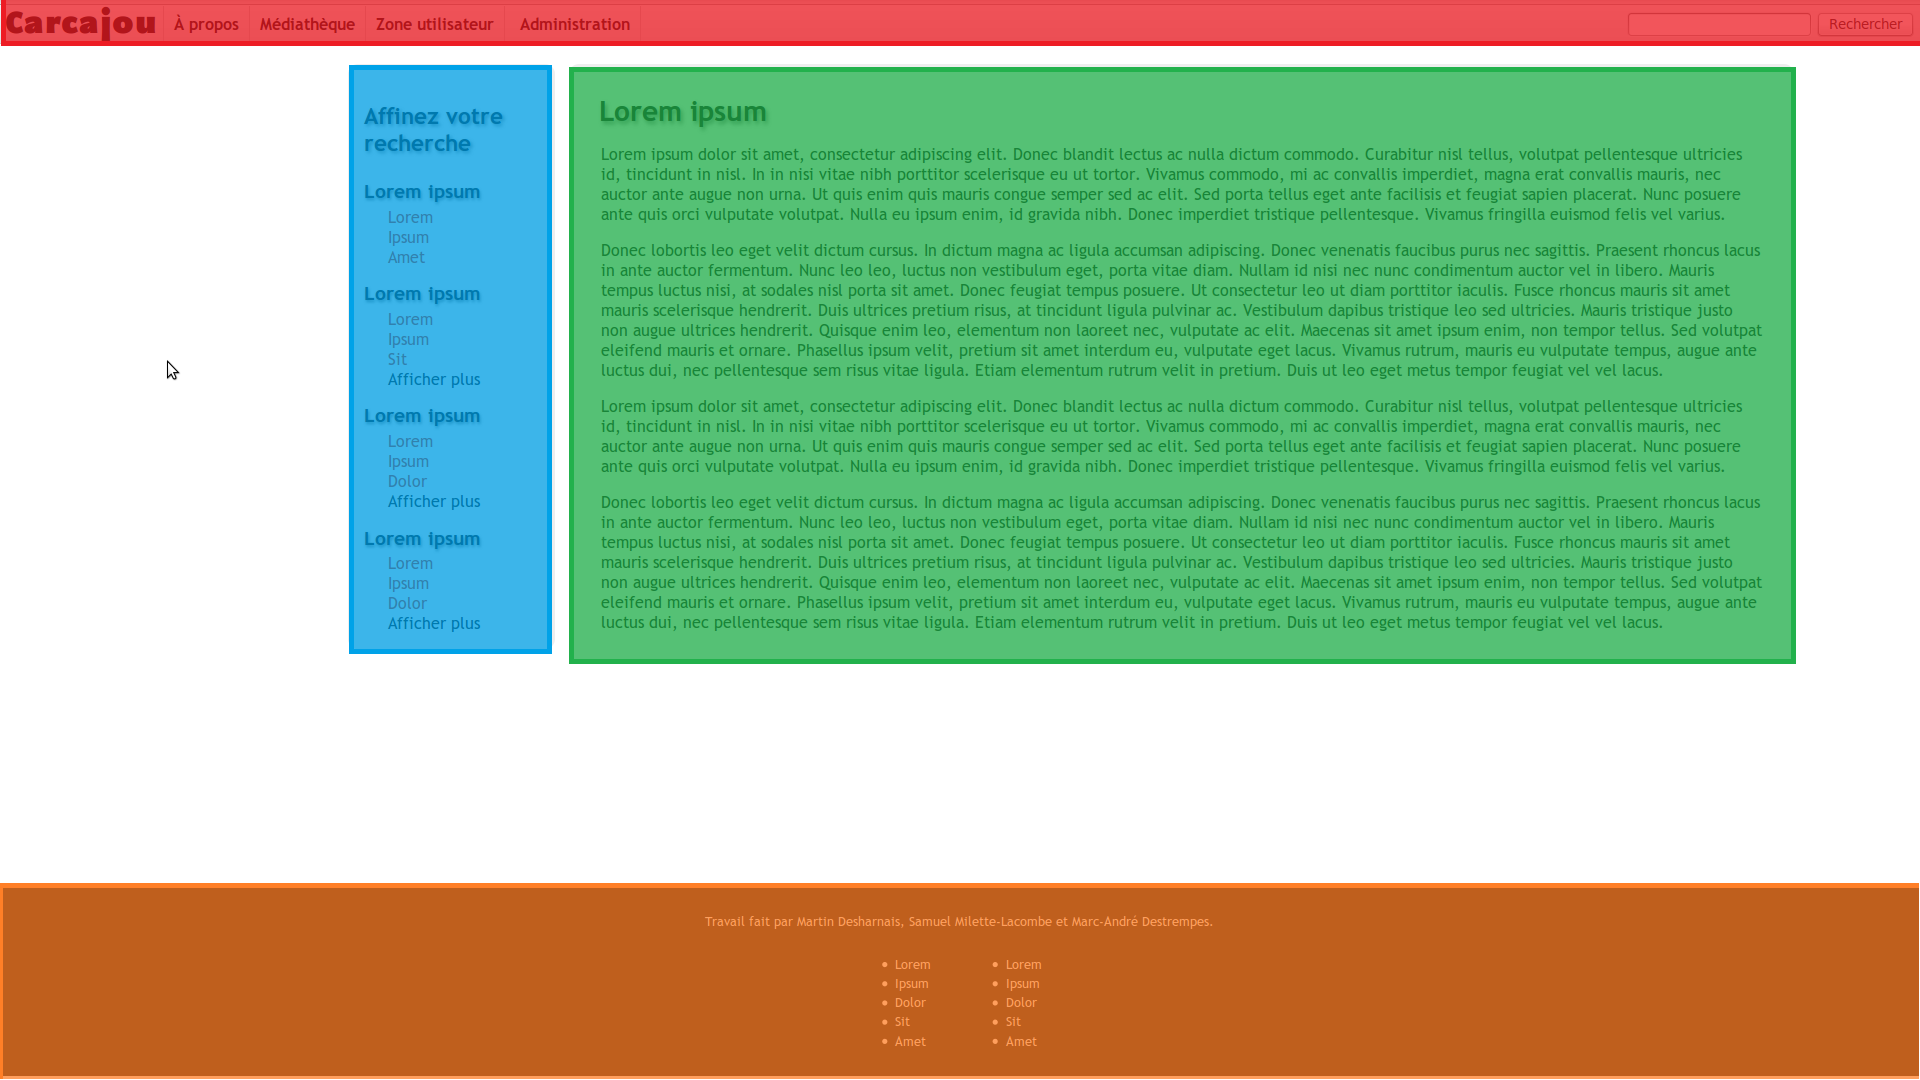 Carcajou À propos Médiathèque Zone utilisateur Administration Rechercher
Affinez votre
recherche
Lorem ipsum
Lorem
Ipsum
Amet
Lorem ipsum
Lorem
Ipsum
Sit
Afficher plus
Lorem ipsum
Lorem
Ipsum
Dolor
Afficher plus
Lorem ipsum
Lorem
Ipsum
Dolor
Afficher plus
Lorem ipsum
Lorem ipsum dolor sit amet, consectetur adipiscing elit. Donec blandit lectus ac nulla dictum commodo. Curabitur nisl tellus, volutpat pellentesque ultricies
id, tincidunt in nisl. In in nisi vitae nibh porttitor scelerisque eu ut tortor. Vivamus commodo, mi ac convallis imperdiet, magna erat convallis mauris, nec
auctor ante augue non urna. Ut quis enim quis mauris congue semper sed ac elit. Sed porta tellus eget ante facilisis et feugiat sapien placerat. Nunc posuere
ante quis orci vulputate volutpat. Nulla eu ipsum enim, id gravida nibh. Donec imperdiet tristique pellentesque. Vivamus fringilla euismod felis vel varius.
Donec lobortis leo eget velit dictum cursus. In dictum magna ac ligula accumsan adipiscing. Donec venenatis faucibus purus nec sagittis. Praesent rhoncus lacus
in ante auctor fermentum. Nunc leo leo, luctus non vestibulum eget, porta vitae diam. Nullam id nisi nec nunc condimentum auctor vel in libero. Mauris
tempus luctus nisi, at sodales nisl porta sit amet. Donec feugiat tempus posuere. Ut consectetur leo ut diam porttitor iaculis. Fusce rhoncus mauris sit amet
mauris scelerisque hendrerit. Duis ultrices pretium risus, at tincidunt ligula pulvinar ac. Vestibulum dapibus tristique leo sed ultricies. Mauris tristique justo
non augue ultrices hendrerit. Quisque enim leo, elementum non laoreet nec, vulputate ac elit. Maecenas sit amet ipsum enim, non tempor tellus. Sed volutpat
eleifend mauris et ornare. Phasellus ipsum velit, pretium sit amet interdum eu, vulputate eget lacus. Vivamus rutrum, mauris eu vulputate tempus, augue ante
luctus dui, nec pellentesque sem risus vitae ligula. Etiam elementum rutrum velit in pretium. Duis ut leo eget metus tempor feugiat vel vel lacus.
Lorem ipsum dolor sit amet, consectetur adipiscing elit. Donec blandit lectus ac nulla dictum commodo. Curabitur nisl tellus, volutpat pellentesque ultricies
id, tincidunt in nisl. In in nisi vitae nibh porttitor scelerisque eu ut tortor. Vivamus commodo, mi ac convallis imperdiet, magna erat convallis mauris, nec
auctor ante augue non urna. Ut quis enim quis mauris congue semper sed ac elit. Sed porta tellus eget ante facilisis et feugiat sapien placerat. Nunc posuere
ante quis orci vulputate volutpat. Nulla eu ipsum enim, id gravida nibh. Donec imperdiet tristique pellentesque. Vivamus fringilla euismod felis vel varius.
Donec lobortis leo eget velit dictum cursus. In dictum magna ac ligula accumsan adipiscing. Donec venenatis faucibus purus nec sagittis. Praesent rhoncus lacus
in ante auctor fermentum. Nunc leo leo, luctus non vestibulum eget, porta vitae diam. Nullam id nisi nec nunc condimentum auctor vel in libero. Mauris
tempus luctus nisi, at sodales nisl porta sit amet. Donec feugiat tempus posuere. Ut consectetur leo ut diam porttitor iaculis. Fusce rhoncus mauris sit amet
mauris scelerisque hendrerit. Duis ultrices pretium risus, at tincidunt ligula pulvinar ac. Vestibulum dapibus tristique leo sed ultricies. Mauris tristique justo
non augue ultrices hendrerit. Quisque enim leo, elementum non laoreet nec, vulputate ac elit. Maecenas sit amet ipsum enim, non tempor tellus. Sed volutpat
eleifend mauris et ornare. Phasellus ipsum velit, pretium sit amet interdum eu, vulputate eget lacus. Vivamus rutrum, mauris eu vulputate tempus, augue ante
luctus dui, nec pellentesque sem risus vitae ligula. Etiam elementum rutrum velit in pretium. Duis ut leo eget metus tempor feugiat vel vel lacus.
Travail fait par Martin Desharnais, Samuel Milette-Lacombe et Marc-André Destrempes.
• Lorem
• Ipsum
• Dolor
• Sit
• Amet
• Lorem
• Ipsum
• Dolor
• Sit
• Amet